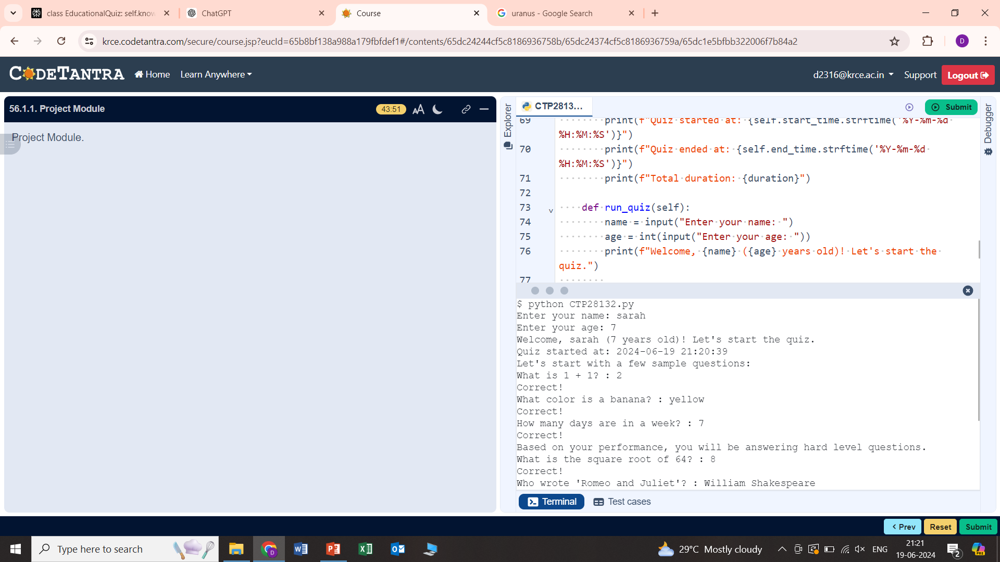 class EducationalQuiz: self.know
ChatGPT
Course
uranus - Google Search
krce.codetantra.com/secure/course.jsp?eucId=65b8bf138a988a179fbfdef1#/contents/65dc24244cf5c8186936758b/65dc24374cf5c8186936759a/65dc1e5bfbb322006f7b84a2
D
CODETANTRA
Home
Learn Anywhere
d2316@krce.ac.in
Support
Logout
56.1.1. Project Module
43:51
AA
Project Module.
Explorer
CTP2813...
Submit
Debugger
69 print(f"Quiz started at: {self.start_time.strftime('%Y-%m-%d
%H:%M:%S')}")
70 print(f"Quiz ended at: {self.end_time.strftime('%Y-%m-%d
%H:%M:%S')}")
71 print(f"Total duration: {duration}")
72
73 def run_quiz(self):
74 name = input("Enter your name: ")
75 age = int(input("Enter your age: "))
76 print(f"Welcome, {name} ({age} years old)! Let's start the
quiz.")
77
$ python CTP28132.py
Enter your name: sarah
Enter your age: 7
Welcome, sarah (7 years old)! Let's start the quiz.
Quiz started at: 2024-06-19 21:20:39
Let's start with a few sample questions:
What is 1 + 1? : 2
Correct!
What color is a banana? : yellow
Correct!
How many days are in a week? : 7
Correct!
Based on your performance, you will be answering hard level questions.
What is the square root of 64? : 8
Correct!
Who wrote 'Romeo and Juliet'? : William Shakespeare
Terminal
Test cases
Prev
Reset
Submit
Type here to search
29°C Mostly cloudy
ENG
21:21
19-06-2024
2
PRE